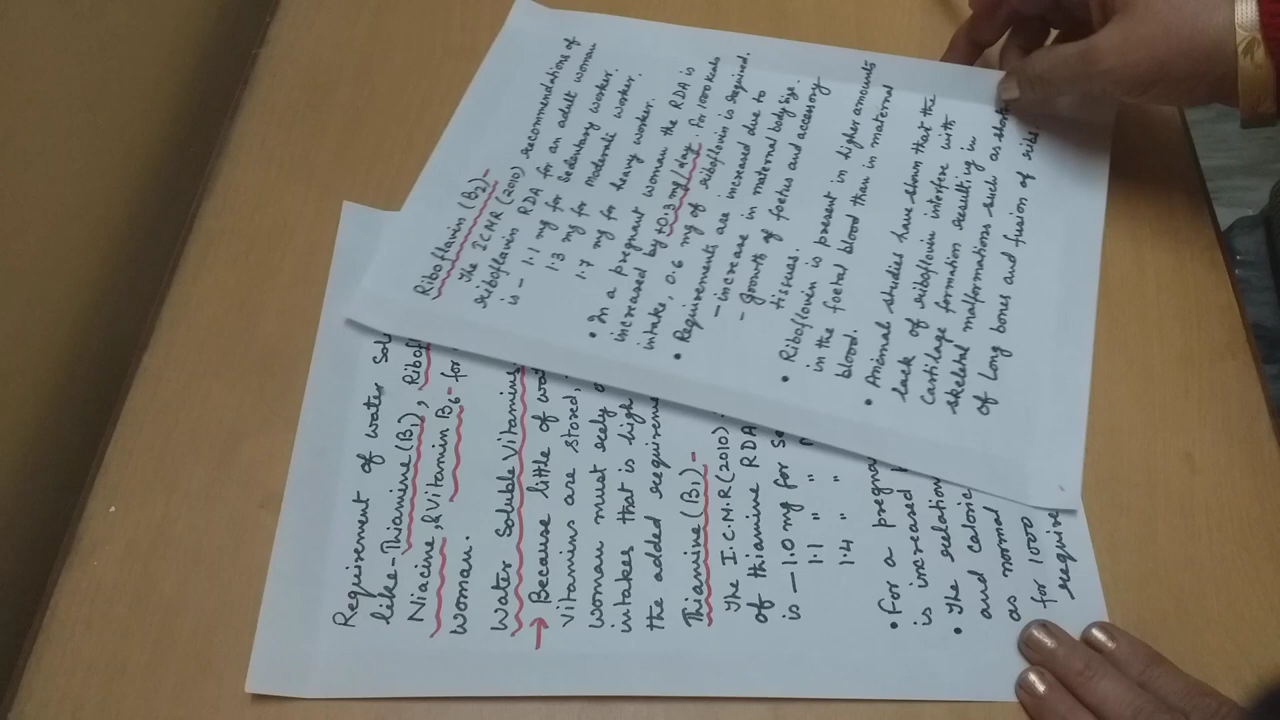 Requirement of water Sol
like-Thiamine(B1), Ribof
Niacine, & Vitamin B6- for
Woman.
Water Soluble Vitamins
→ Because little of wat
Vitamins are stored,
Woman must rely o
intakes that is high
the added requireme
Thiamine (B1)-
The I.C.M.R (2010)
of thiamine RDA
is - 1.0 mg for Se
1.1 " "
1.4 " "
• For a pregna
is increased
• The relation
and calorie
as normal
for 1000
require
Riboflavin (B2)-
The ICMR (2010) recommendations of
riboflavin RDA for an adult woman
is - 1.1 mg for Sedentary worker.
1.3 mg for Moderate worker.
1.7 mg for heavy worker.
• In a pregnant woman the RDA is
increased by +0.3 mg/day. For 1000 kcals
intake, 0.6 mg of riboflavin is required.
• Requirements are increased due to
- increase in maternal body size.
- Growth of foetus and accessory
tissues.
• Riboflavin is present in higher amounts
in the foetal blood than in maternal
blood.
• Animal studies have shown that the
lack of riboflavin interfere with
Cartilage formation resulting in
skeletal malformations such as short
of Long bones and fusion of ribs